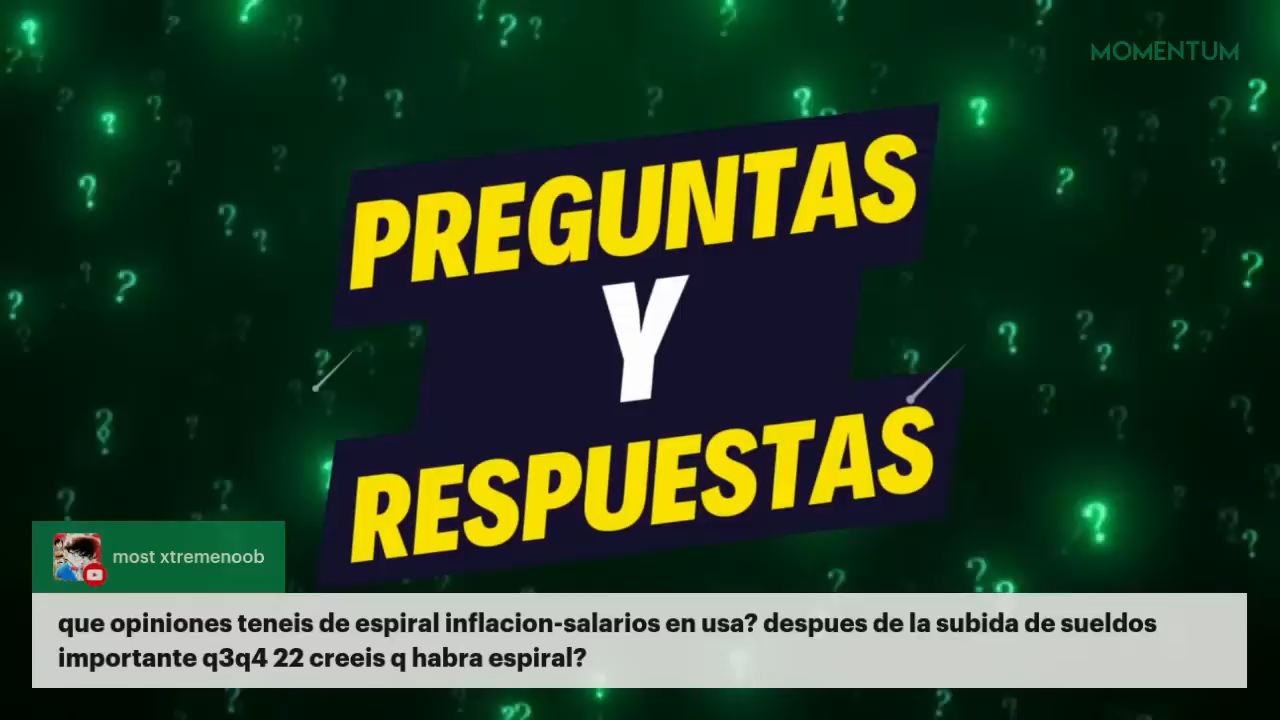 MOMENTUM
PREGUNTAS
Y
RESPUESTAS
most xtremenoob
que opiniones teneis de espiral inflacion-salarios en usa? despues de la subida de sueldos
importante q3q4 22 creeis q habra espiral?